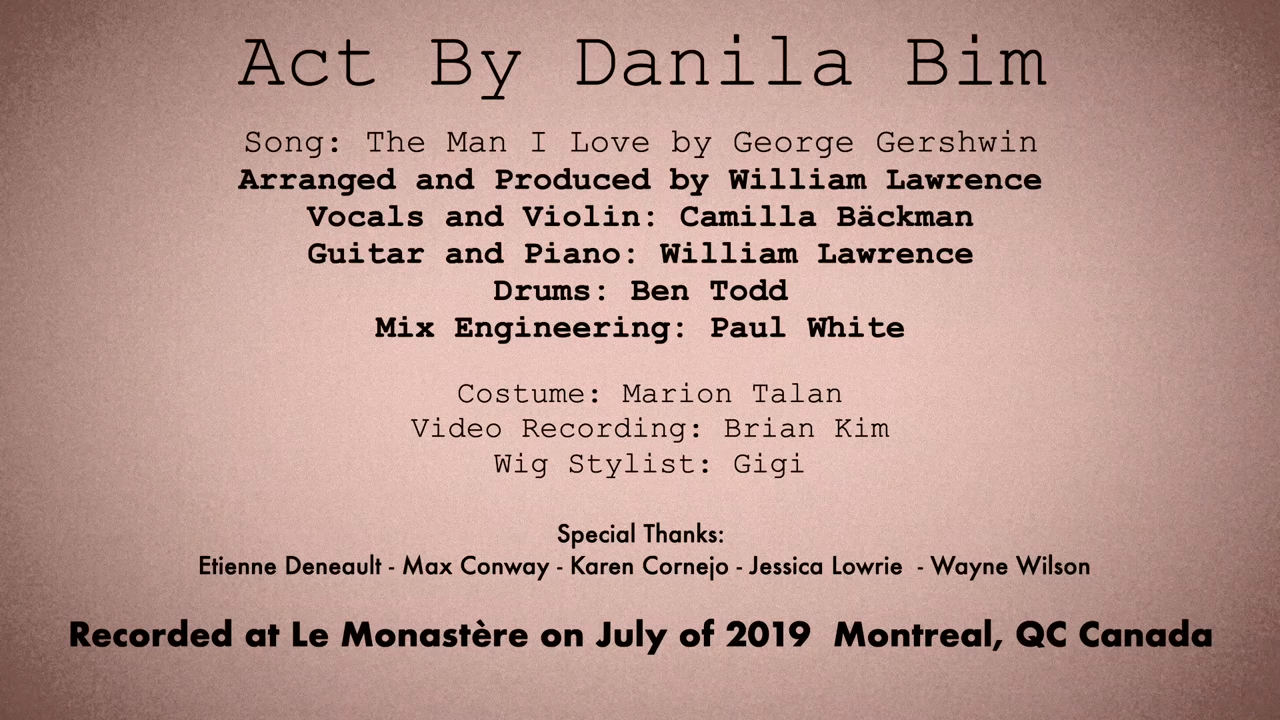 Act By Danila Bim
Song: The Man I Love by George Gershwin
Arranged and Produced by William Lawrence
Vocals and Violin: Camilla Bäckman
Guitar and Piano: William Lawrence
Drums: Ben Todd
Mix Engineering: Paul White
Costume: Marion Talan
Video Recording: Brian Kim
Wig Stylist: Gigi
Special Thanks:
Etienne Deneault - Max Conway - Karen Cornejo - Jessica Lowrie - Wayne Wilson
Recorded at Le Monastère on July of 2019 Montreal, QC Canada